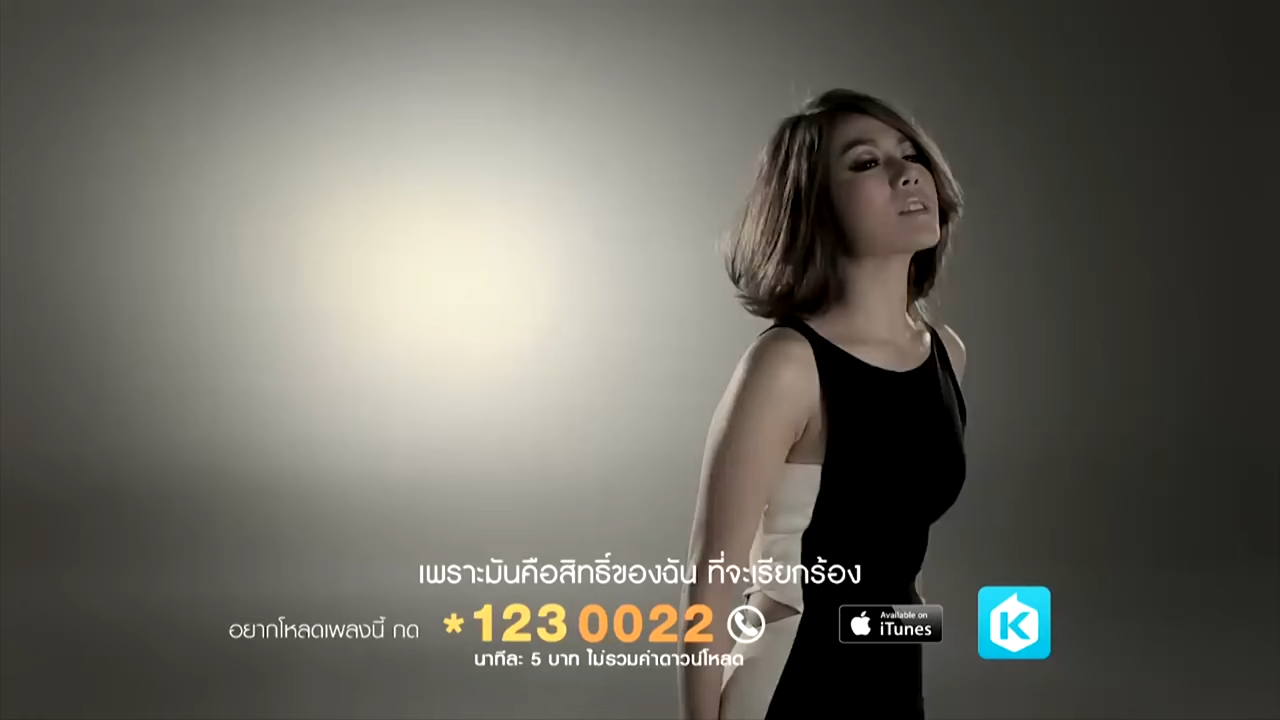 เพราะมันคือสิทธิ์ของฉัน ที่จะเรียกร้อง
อยากโหลดเพลงนี้ กด *123 0022
Available on
iTunes
K
นาทีละ 5 บาท ไม่รวมค่าดาวน์โหลด